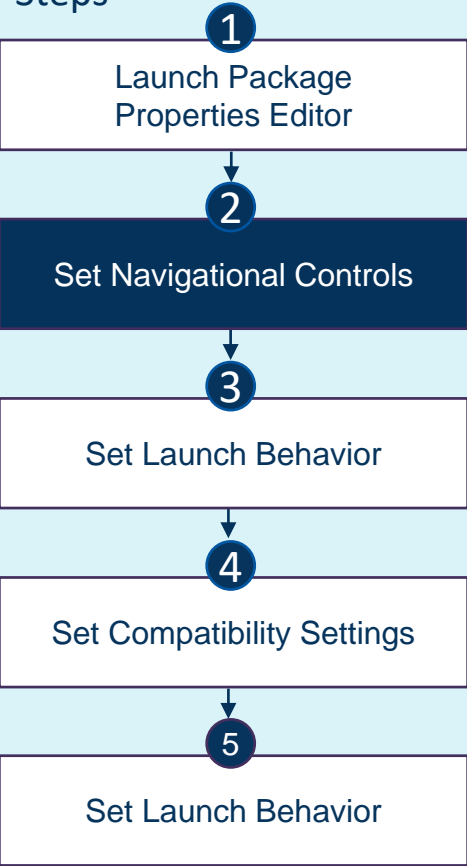 Steps
1
Launch Package
Properties Editor
2
Set Navigational Controls
3
Set Launch Behavior
4
Set Compatibility Settings
5
Set Launch Behavior